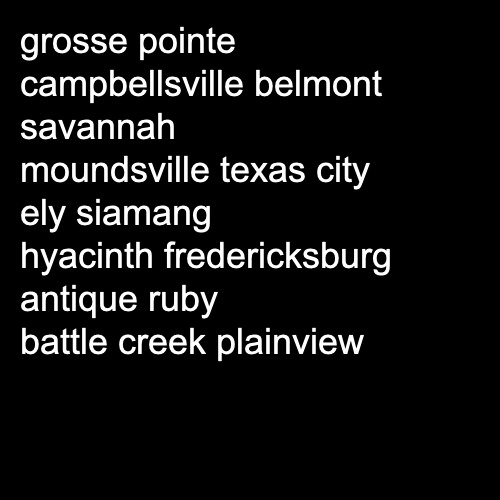 grosse pointe
campbellsville belmont
savannah
moundsville texas city
ely siamang
hyacinth fredericksburg
antique ruby
battle creek plainview